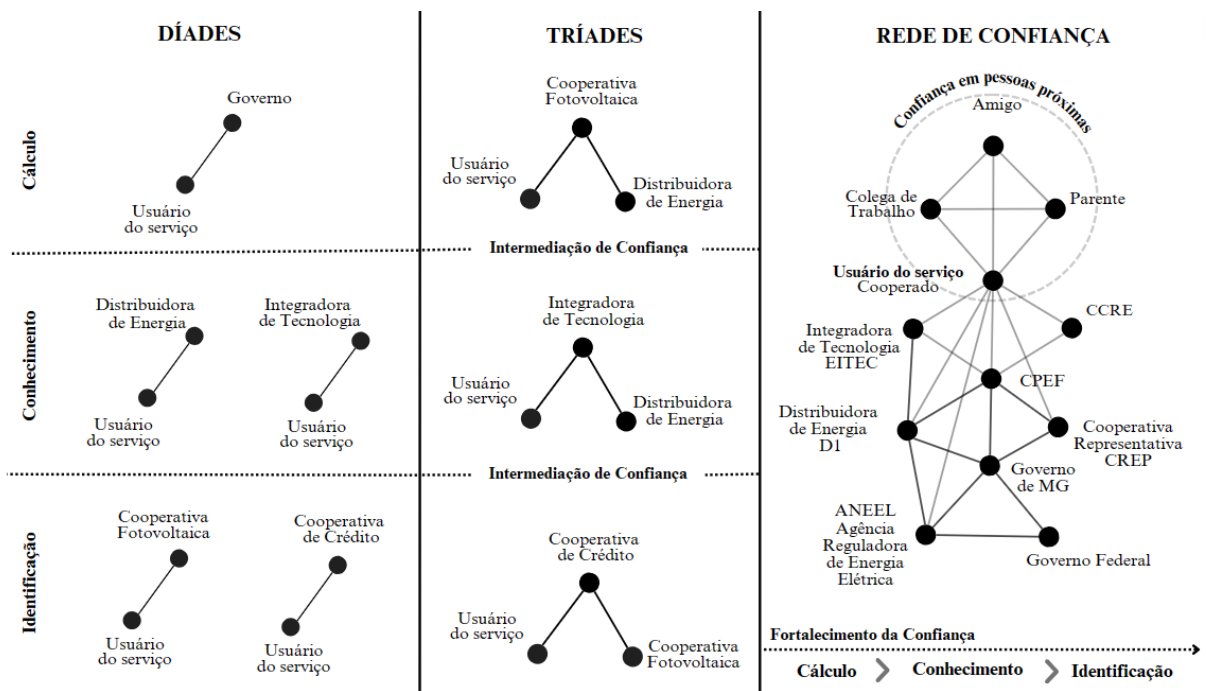 DÍADES
TRÍADES
REDE DE CONFIANÇA
Cálculo
Governo
Usuário
do serviço
Cooperativa
Fotovoltaica
Usuário
do serviço
Distribuidora
de Energia
Intermediação de Confiança
Conhecimento
Distribuidora
de Energia
Usuário
do serviço
Integradora
de Tecnologia
Usuário
do serviço
Integradora
de Tecnologia
Usuário
do serviço
Distribuidora
de Energia
Intermediação de Confiança
Identificação
Cooperativa
Fotovoltaica
Usuário
do serviço
Cooperativa
de Crédito
Usuário
do serviço
Cooperativa
de Crédito
Usuário
do serviço
Cooperativa
Fotovoltaica
Confiança em pessoas próximas
Amigo
Colega de
Trabalho
Parente
Usuário do serviço
Cooperado
CCRE
Integradora
de Tecnologia
EITEC
CPEF
Distribuidora
de Energia
D1
Cooperativa
Representativa
CREP
Governo
de MG
ANEEL
Agência
Reguladora
de Energia
Elétrica
Governo Federal
Fortalecimento da Confiança
Cálculo
Conhecimento
Identificação